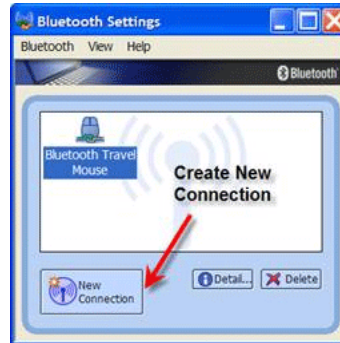 Bluetooth Settings
Bluetooth View Help
Bluetooth
Bluetooth Travel
Mouse
Create New
Connection
New
Connection
Detail...
Delete